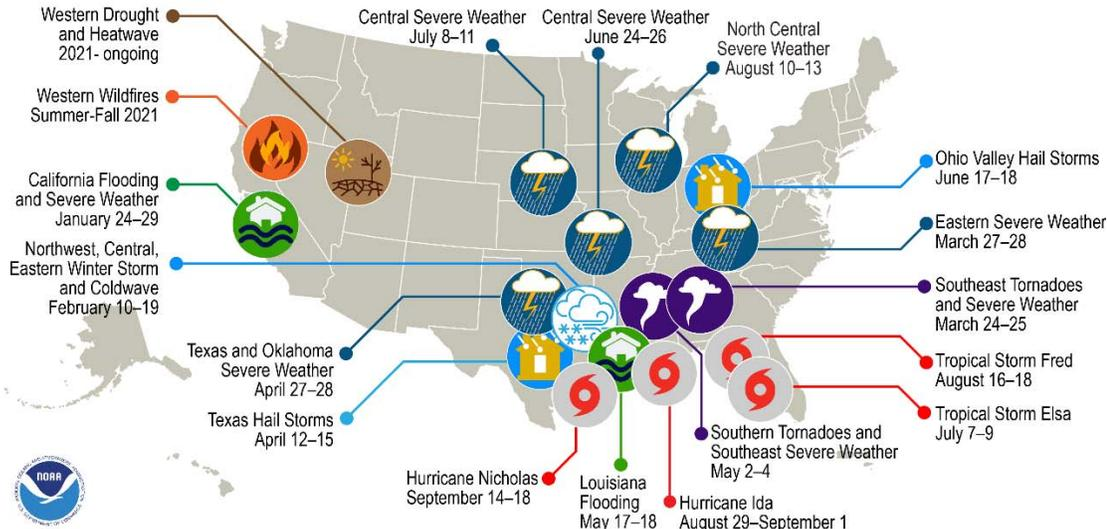 Western Drought
and Heatwave
2021- ongoing
Western Wildfires
Summer-Fall 2021
California Flooding
and Severe Weather
January 24–29
Northwest, Central,
Eastern Winter Storm
and Coldwave
February 10–19
Texas and Oklahoma
Severe Weather
April 27–28
Texas Hail Storms
April 12–15
Central Severe Weather
July 8–11
Central Severe Weather
June 24–26
North Central
Severe Weather
August 10–13
Ohio Valley Hail Storms
June 17–18
Eastern Severe Weather
March 27–28
Southeast Tornadoes
and Severe Weather
March 24–25
Tropical Storm Fred
August 16–18
Tropical Storm Elsa
July 7–9
Southern Tornadoes and
Southeast Severe Weather
May 2–4
Hurricane Nicholas
September 14–18
Louisiana
Flooding
May 17–18
Hurricane Ida
August 29–September 1
NOAA